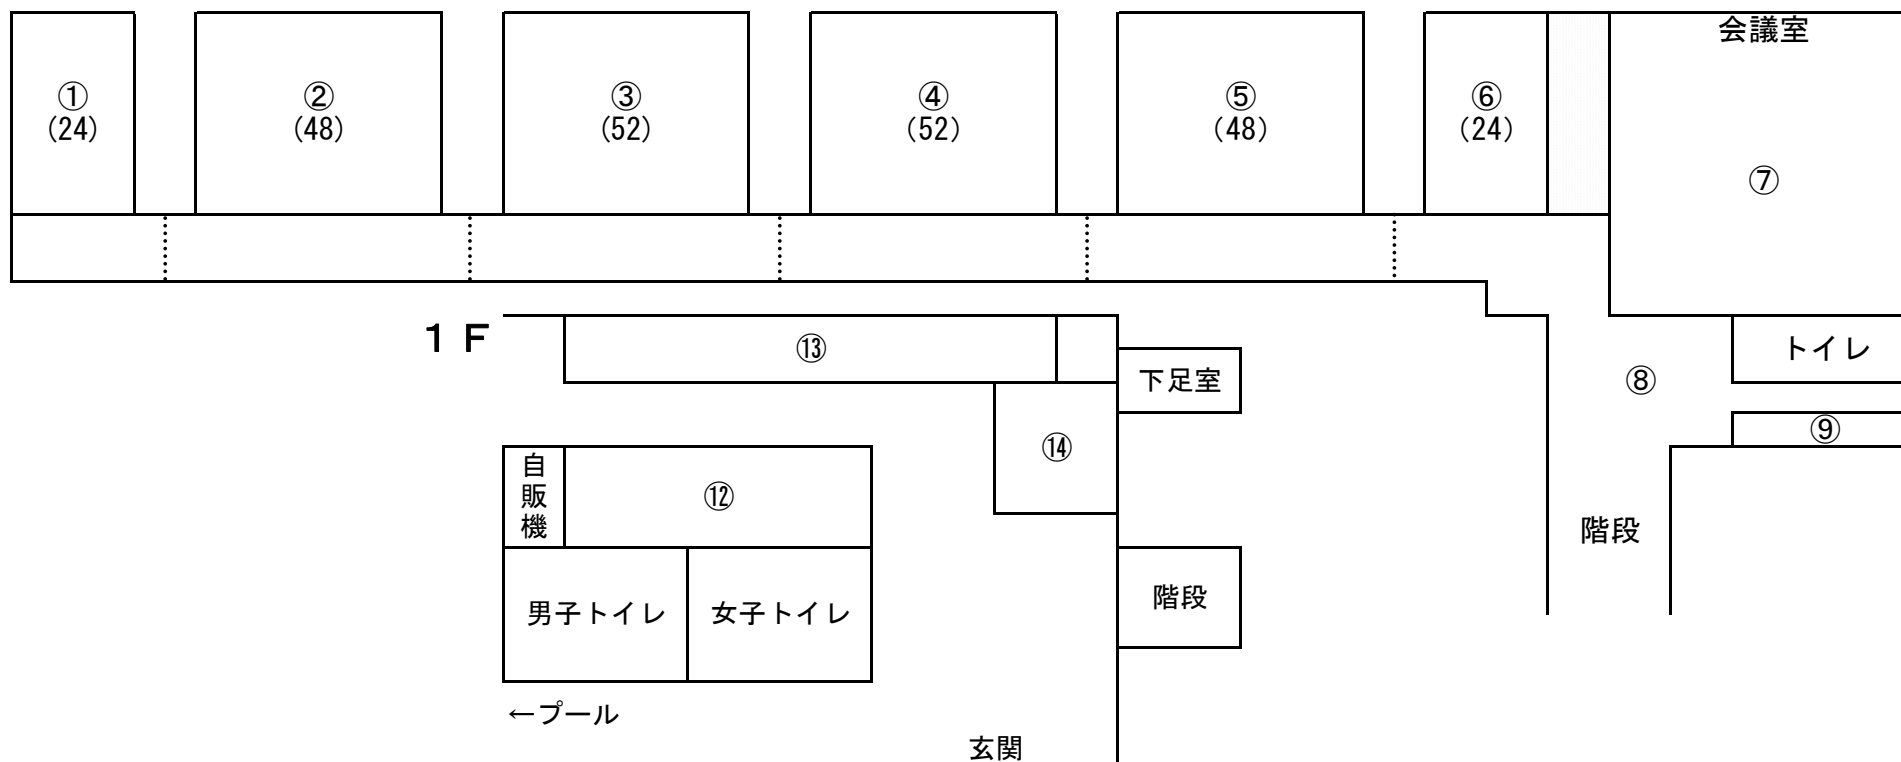 会議室
① ② ③ ④ ⑤ ⑥
(24) (48) (52) (52) (48) (24)
⑦
１Ｆ
⑬
トイレ
下足室
⑧
⑨
⑭
自販機
⑫
階段
男子トイレ
女子トイレ
階段
←プール
玄関